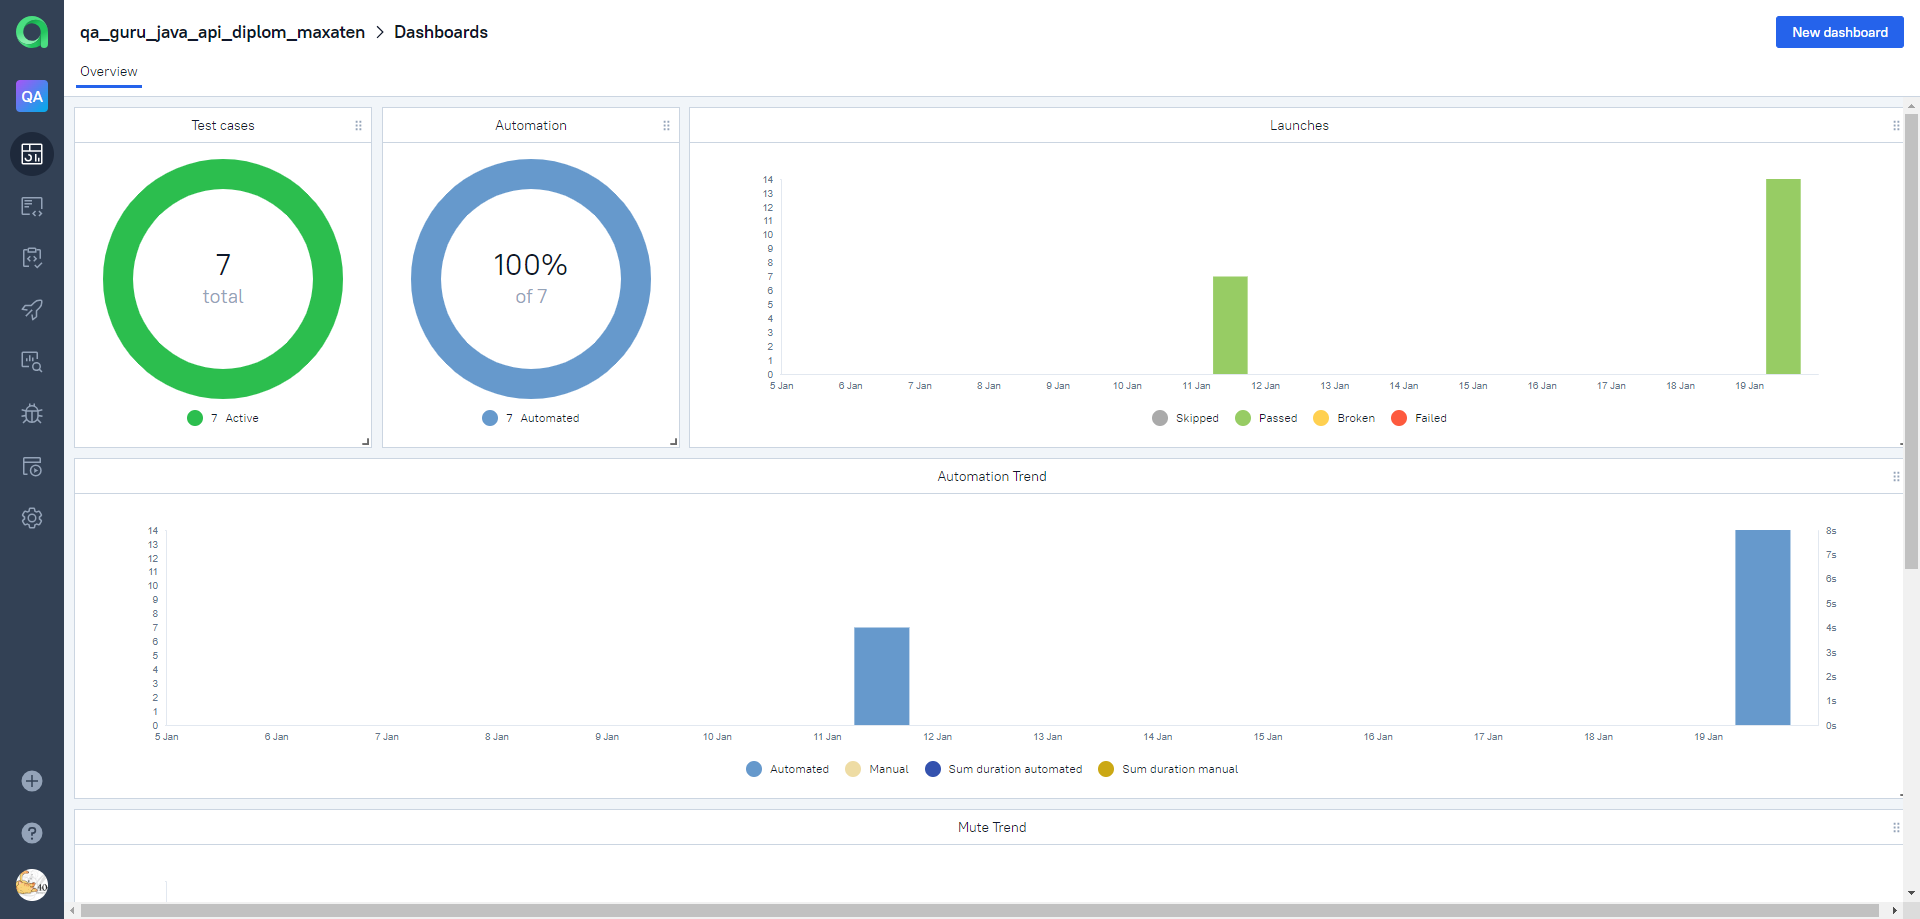 qa_guru_java_api_diplom_maxaten > Dashboards
New dashboard
Overview
QA
Test cases
7
total
7 Active
Automation
100%
of 7
7 Automated
Launches
14
13
12
11
10
9
8
7
6
5
4
3
2
1
0
5 Jan 6 Jan 7 Jan 8 Jan 9 Jan 10 Jan 11 Jan 12 Jan 13 Jan 14 Jan 15 Jan 16 Jan 17 Jan 18 Jan 19 Jan
Skipped Passed Broken Failed
Automation Trend
14
13
12
11
10
9
8
7
6
5
4
3
2
1
0
8s
7s
6s
5s
4s
3s
2s
1s
0s
5 Jan 6 Jan 7 Jan 8 Jan 9 Jan 10 Jan 11 Jan 12 Jan 13 Jan 14 Jan 15 Jan 16 Jan 17 Jan 18 Jan 19 Jan
Automated Manual Sum duration automated Sum duration manual
Mute Trend